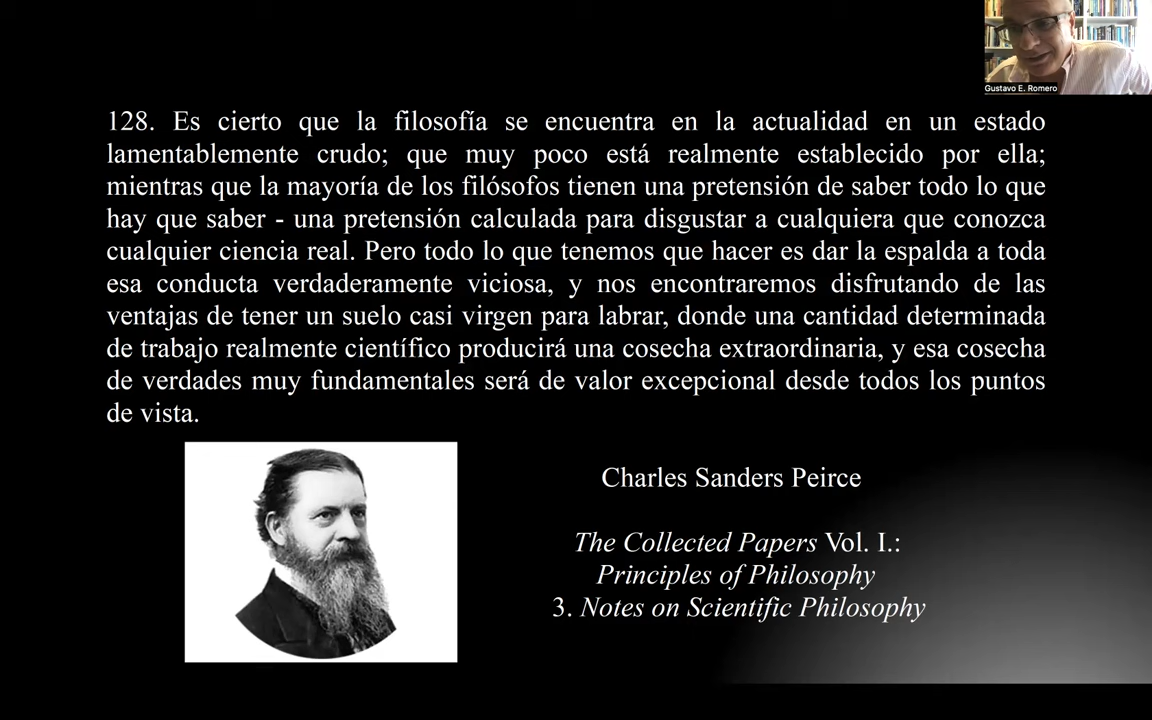 Gustavo E. Romero
128. Es cierto que la filosofía se encuentra en la actualidad en un estado
lamentablemente crudo; que muy poco está realmente establecido por ella;
mientras que la mayoría de los filósofos tienen una pretensión de saber todo lo que
hay que saber - una pretensión calculada para disgustar a cualquiera que conozca
cualquier ciencia real. Pero todo lo que tenemos que hacer es dar la espalda a toda
esa conducta verdaderamente viciosa, y nos encontraremos disfrutando de las
ventajas de tener un suelo casi virgen para labrar, donde una cantidad determinada
de trabajo realmente científico producirá una cosecha extraordinaria, y esa cosecha
de verdades muy fundamentales será de valor excepcional desde todos los puntos
de vista.
Charles Sanders Peirce
The Collected Papers Vol. I.:
Principles of Philosophy
3. Notes on Scientific Philosophy